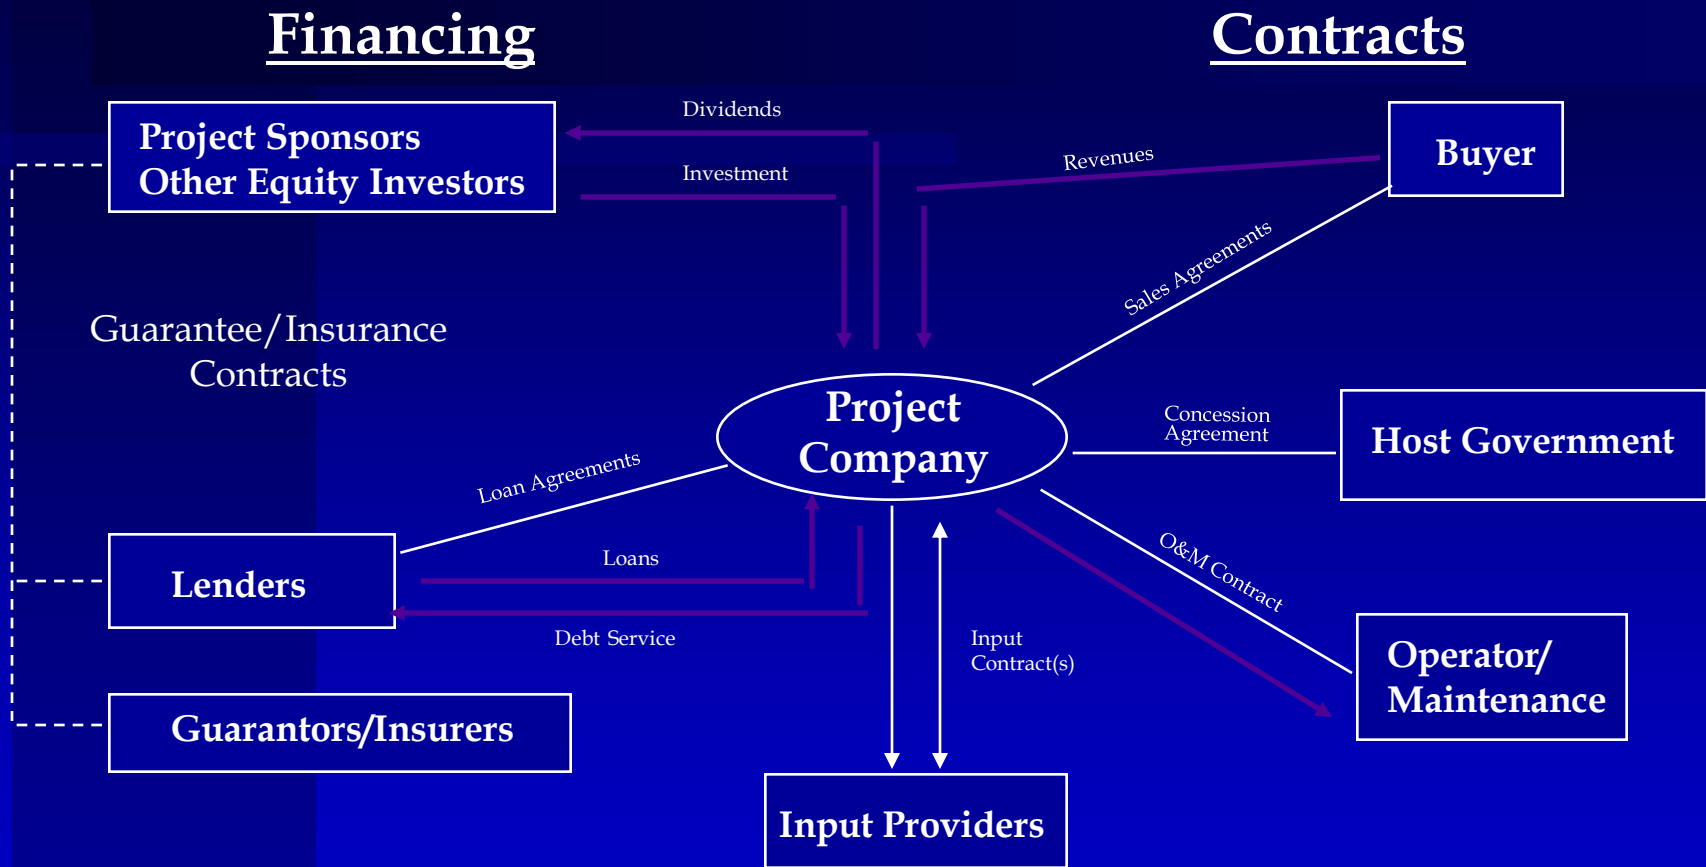 Financing
Contracts
Project Sponsors
Other Equity Investors
Dividends
Investment
Revenues
Buyer
Sales Agreements
Guarantee/Insurance
Contracts
Project
Company
Concession
Agreement
Host Government
Loan Agreements
Lenders
Loans
Debt Service
O&M Contract
Input
Contract(s)
Operator/
Maintenance
Guarantors/Insurers
Input Providers